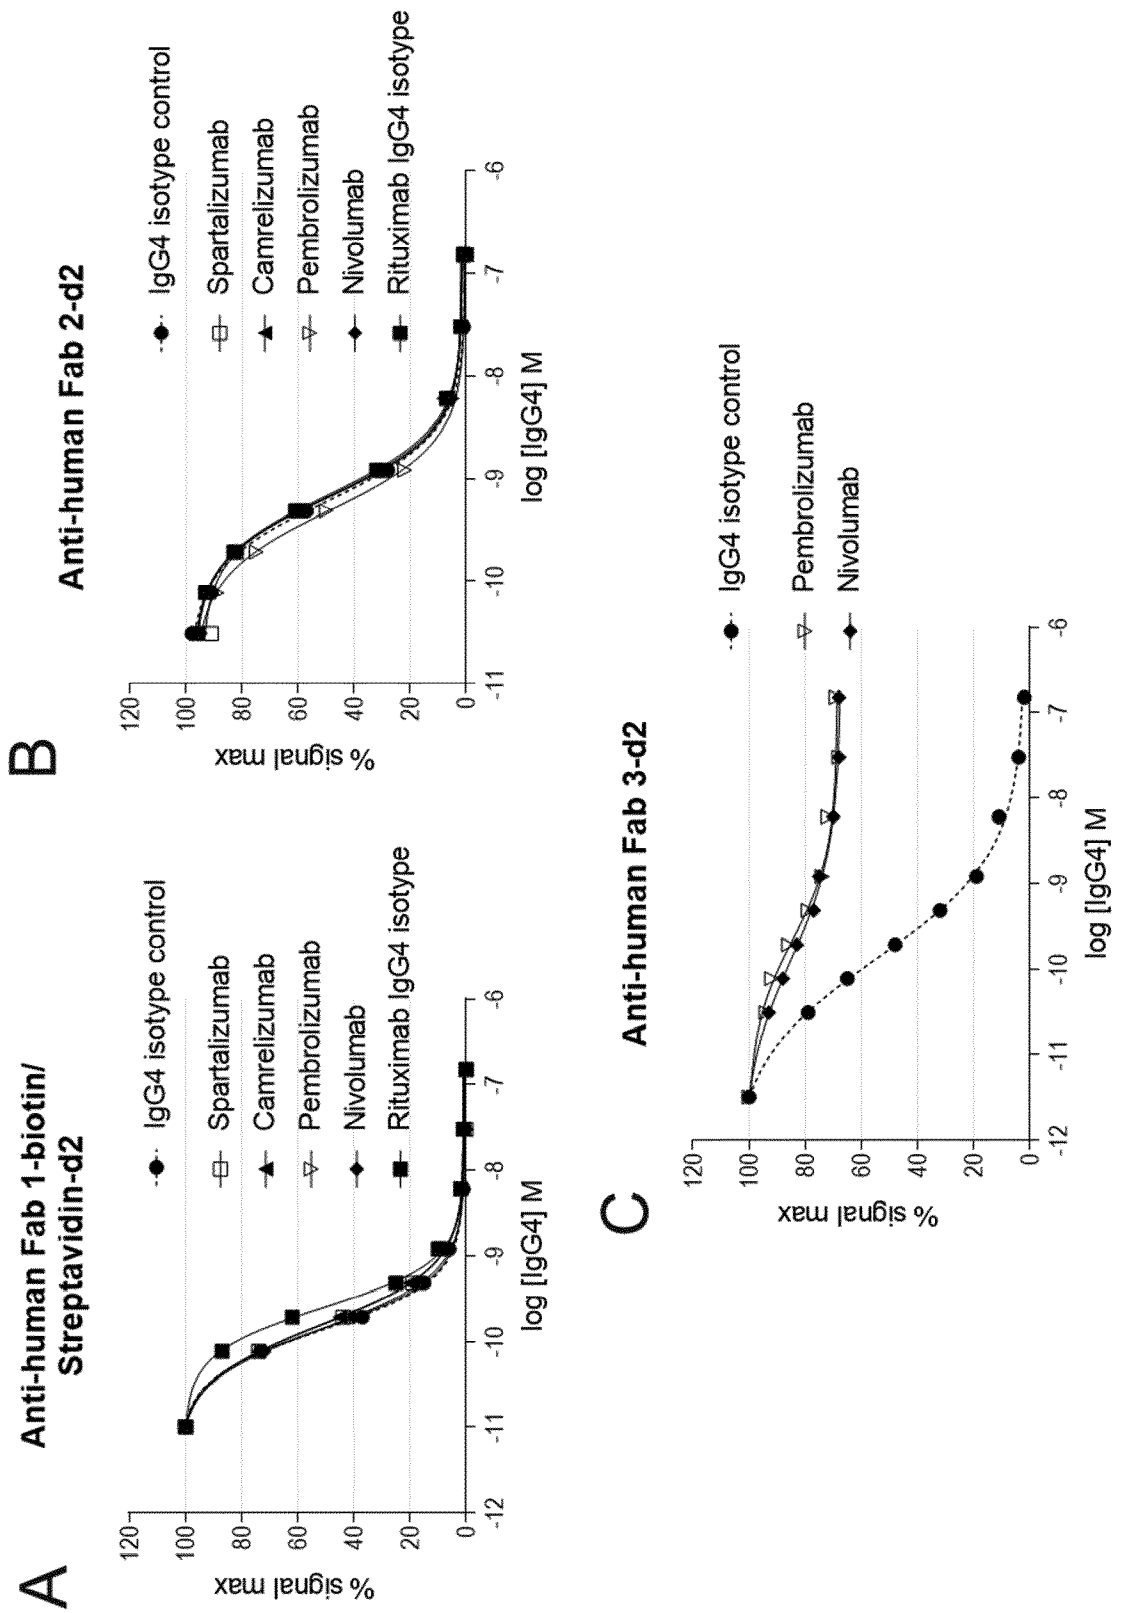 A
Anti-human Fab 1-biotin/
Streptavidin-d2
% signal max
120
100
80
60
40
20
0
-12
-11
-10
-9
-8
-7
-6
log [IgG4] M
IgG4 isotype control
Spartalizumab
Camrelizumab
Pembrolizumab
Nivolumab
Rituximab IgG4 isotype
B
Anti-human Fab 2-d2
% signal max
120
100
80
60
40
20
0
-11
-10
-9
-8
-7
-6
log [IgG4] M
IgG4 isotype control
Spartalizumab
Camrelizumab
Pembrolizumab
Nivolumab
Rituximab IgG4 isotype
C
Anti-human Fab 3-d2
% signal max
120
100
80
60
40
20
0
-12
-11
-10
-9
-8
-7
-6
log [IgG4] M
IgG4 isotype control
Pembrolizumab
Nivolumab